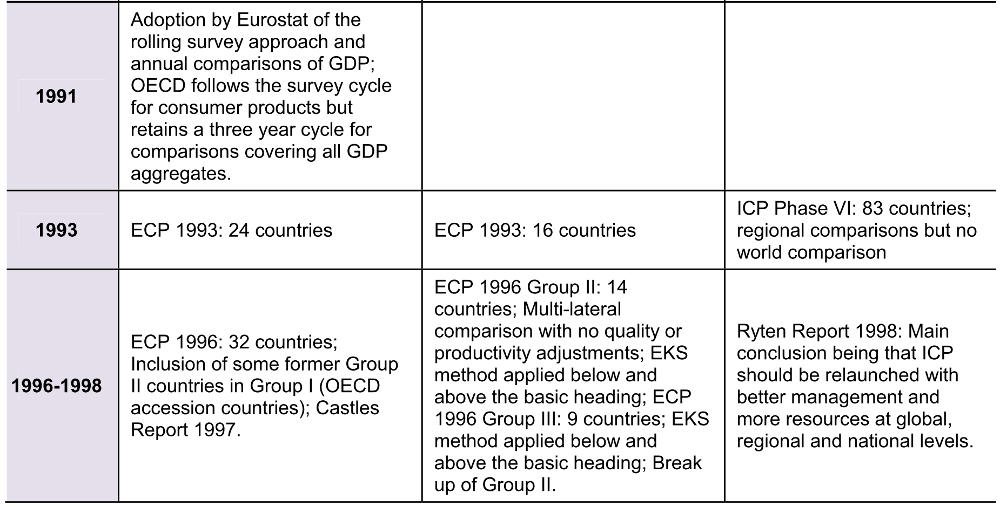 1991
Adoption by Eurostat of the
rolling survey approach and
annual comparisons of GDP;
OECD follows the survey cycle
for consumer products but
retains a three year cycle for
comparisons covering all GDP
aggregates.
1993
ECP 1993: 24 countries
ECP 1993: 16 countries
ICP Phase VI: 83 countries;
regional comparisons but no
world comparison
1996-1998
ECP 1996: 32 countries;
Inclusion of some former Group
II countries in Group I (OECD
accession countries); Castles
Report 1997.
ECP 1996 Group II: 14
countries; Multi-lateral
comparison with no quality or
productivity adjustments; EKS
method applied below and
above the basic heading; ECP
1996 Group III: 9 countries; EKS
method applied below and
above the basic heading; Break
up of Group II.
Ryten Report 1998: Main
conclusion being that ICP
should be relaunched with
better management and
more resources at global,
regional and national levels.